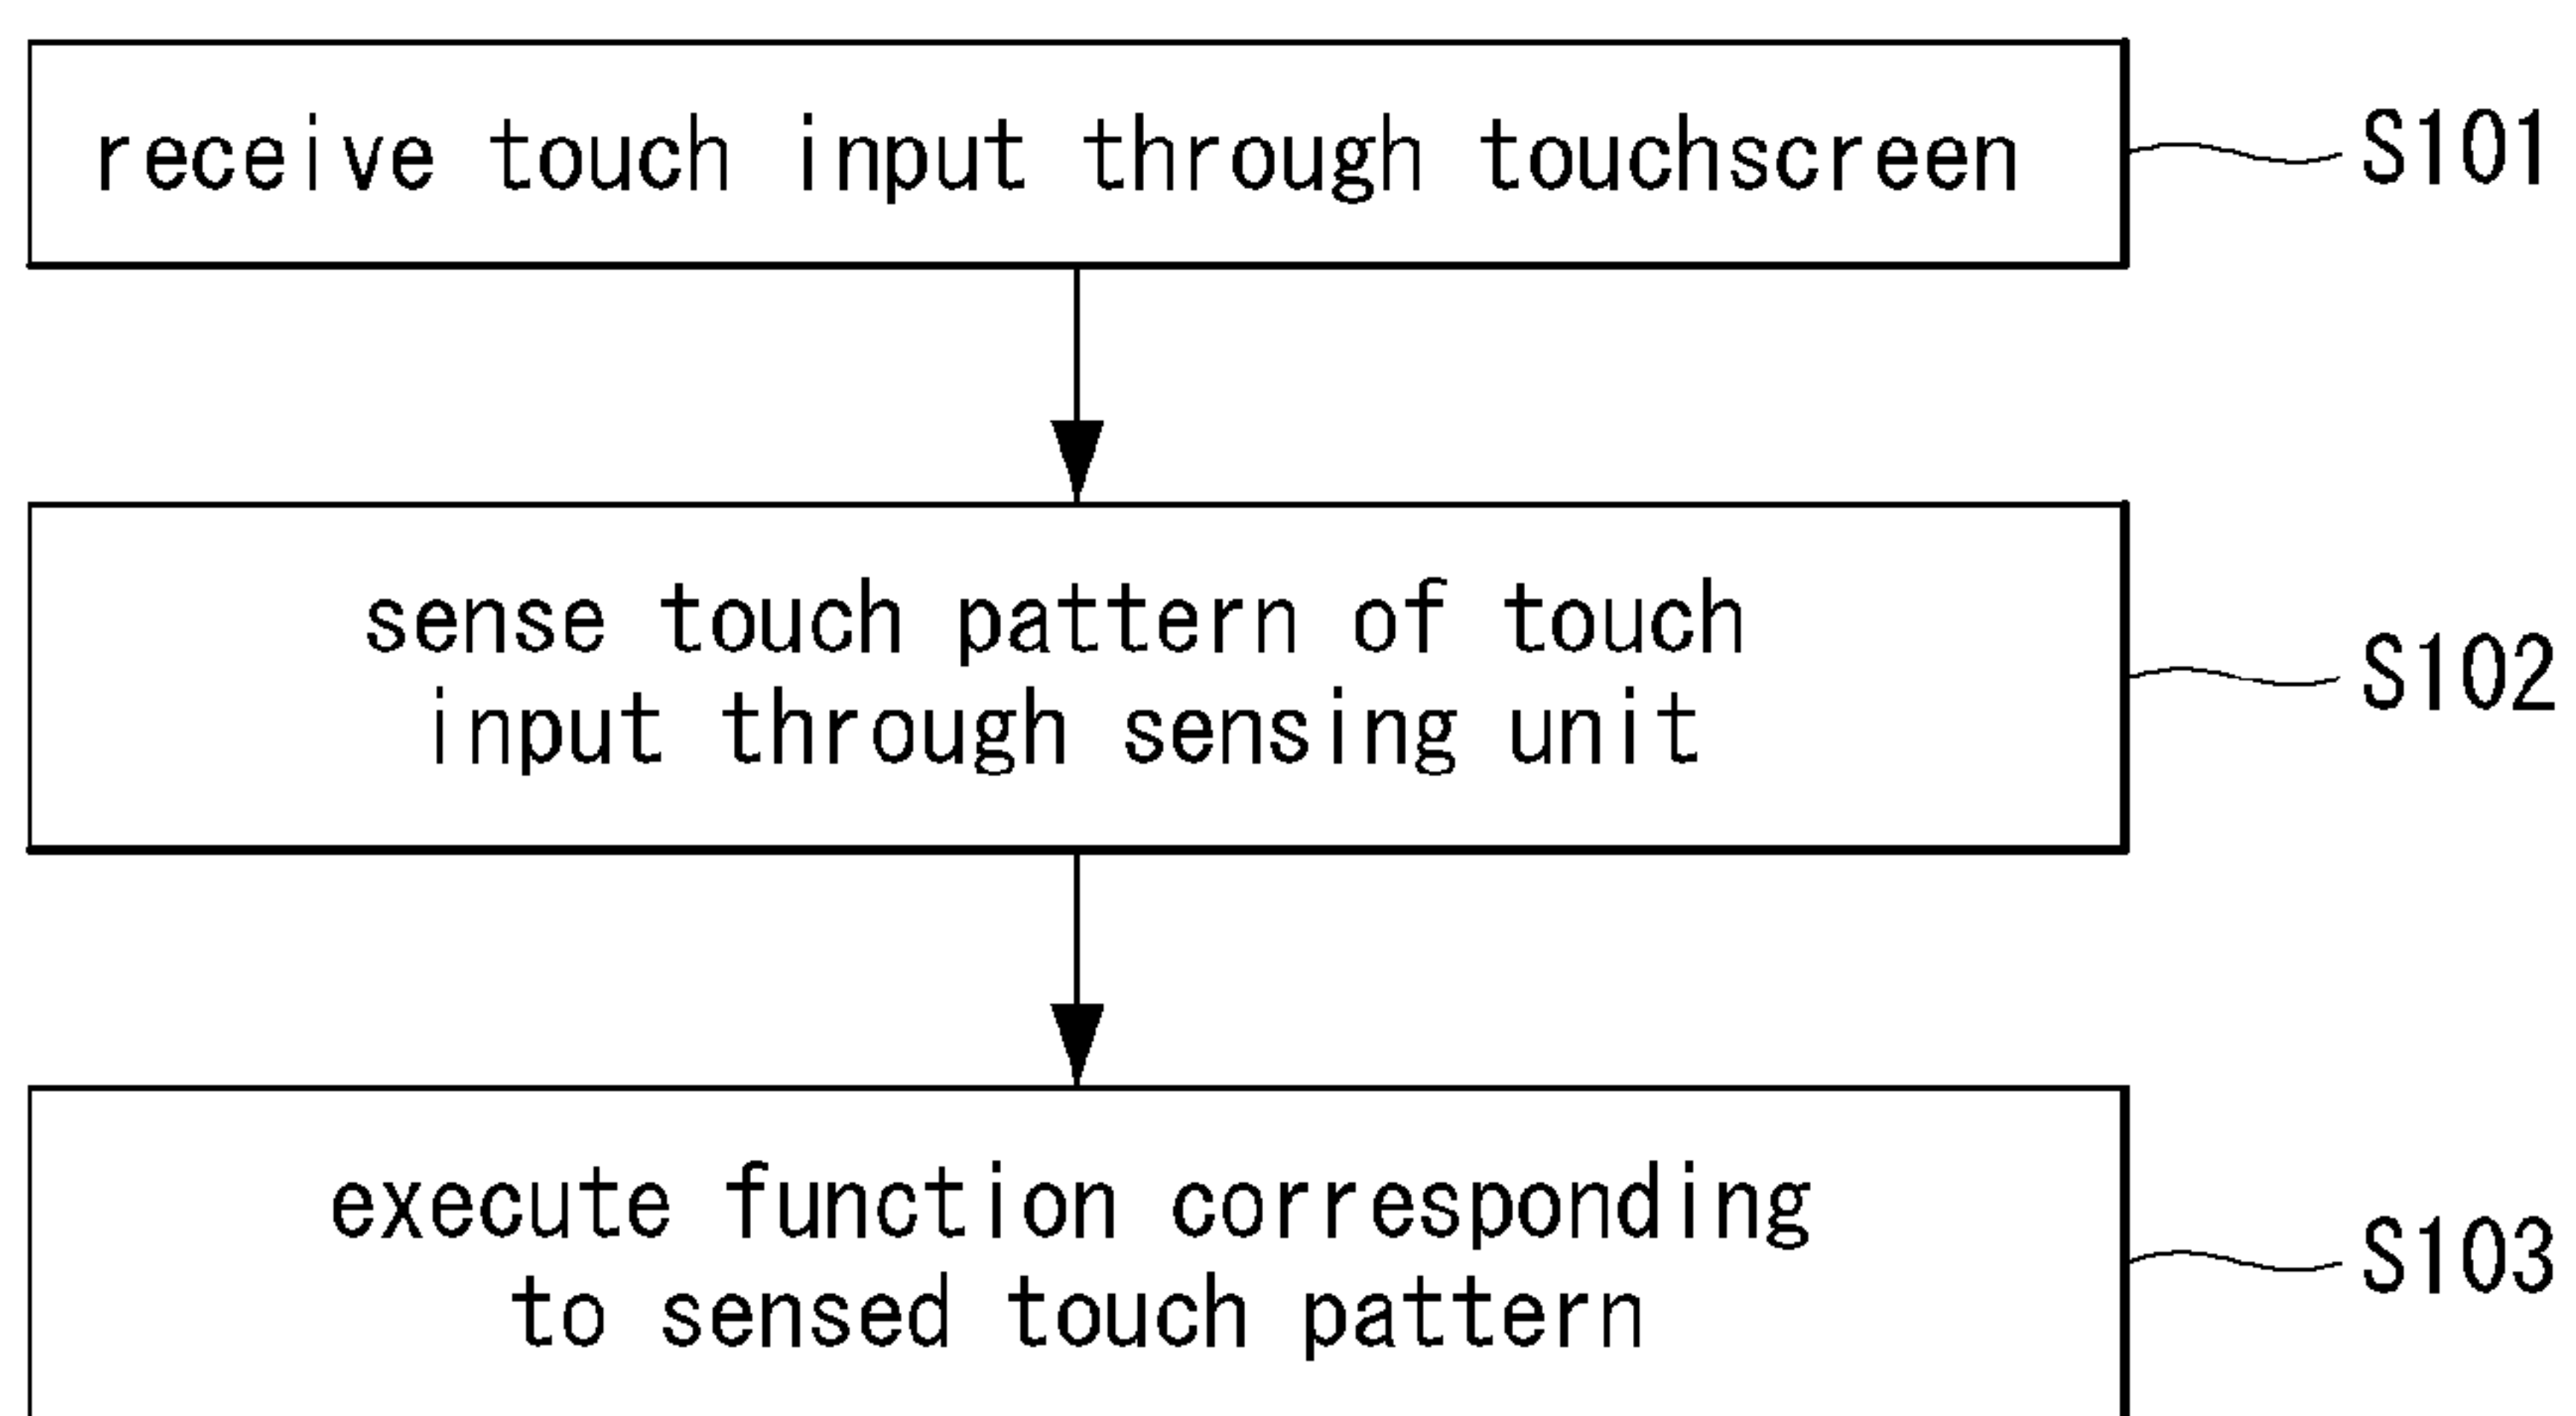 receive touch input through touchscreen
S101
sense touch pattern of touch
input through sensing unit
S102
execute function corresponding
to sensed touch pattern
S103